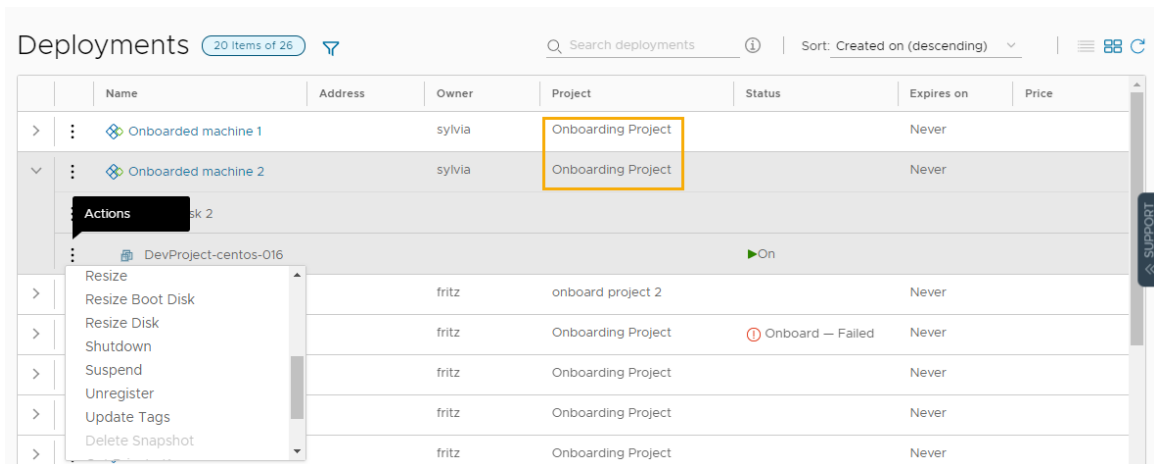 Deployments 20 Items of 26 Search deployments Sort: Created on (descending)
Name Address Owner Project Status Expires on Price
Onboarded machine 1 sylvia Onboarding Project Never
Onboarded machine 2 sylvia Onboarding Project Never
Actions sk 2
DevProject-centos-016 On
Resize
fritz onboard project 2 Never
Resize Boot Disk
Resize Disk
fritz Onboarding Project Onboard — Failed Never
Shutdown
Suspend
fritz Onboarding Project Never
Unregister
Update Tags
fritz Onboarding Project Never
Delete Snapshot
fritz Onboarding Project Never
SUPPORT